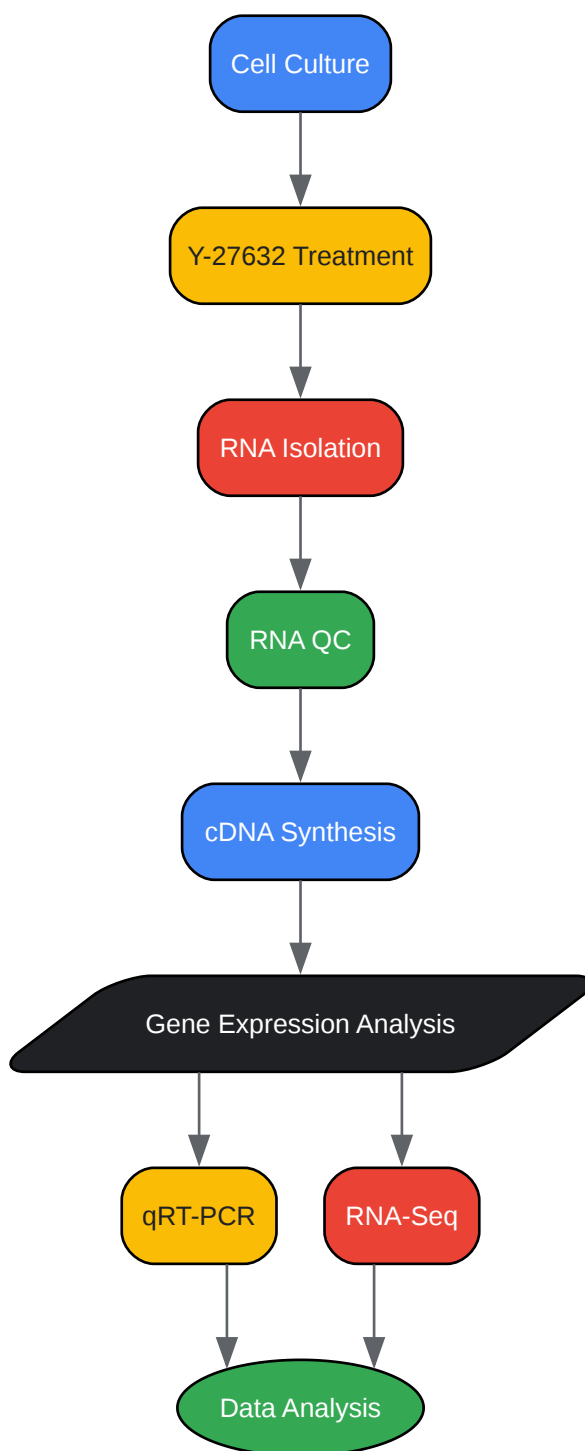 Cell Culture
Y-27632 Treatment
RNA Isolation
RNA QC
cDNA Synthesis
Gene Expression Analysis
qRT-PCR
RNA-Seq
Data Analysis